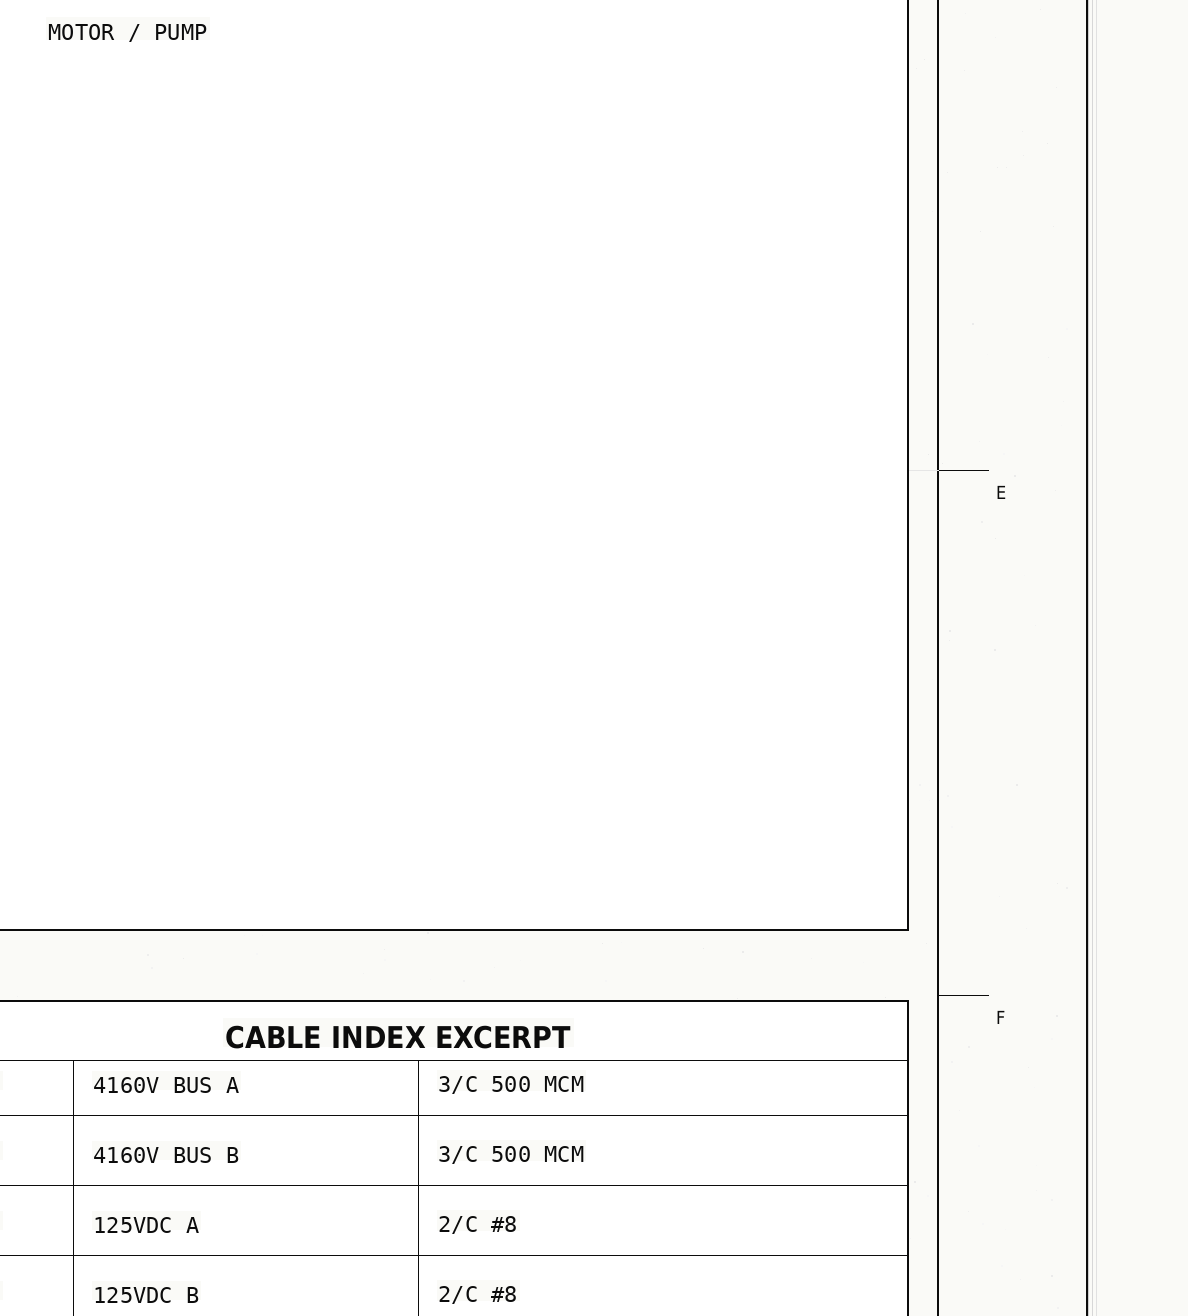 MOTOR / PUMP
E
F
CABLE INDEX EXCERPT
4160V BUS A 3/C 500 MCM
4160V BUS B 3/C 500 MCM
125VDC A 2/C #8
125VDC B 2/C #8